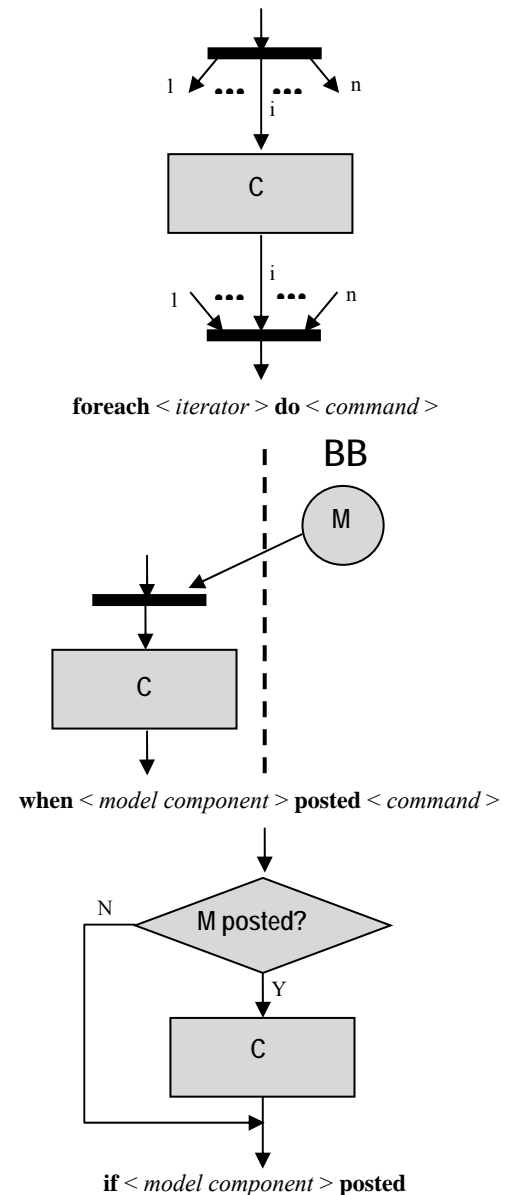 1 ... ... n
i
C
i
1 ... ... n
foreach < iterator > do < command >
BB
M
C
when < model component > posted < command >
N
M posted?
Y
C
if < model component > posted